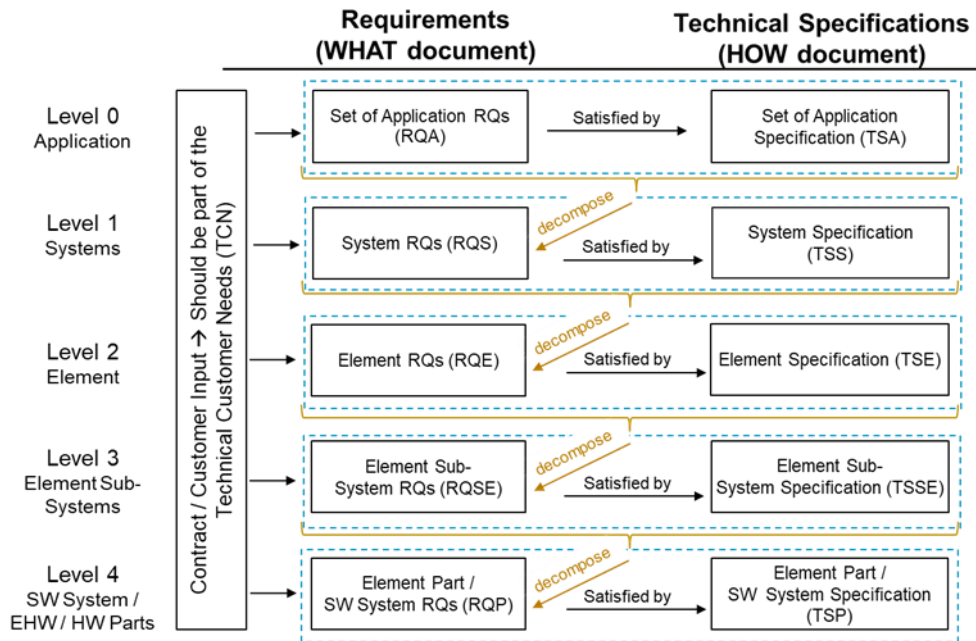 Requirements
(WHAT document)
Technical Specifications
(HOW document)
Contract / Customer Input → Should be part of the
Technical Customer Needs (TCN)
Level 0
Application
Set of Application RQs
(RQA)
Satisfied by
Set of Application
Specification (TSA)
decompose
Level 1
Systems
System RQs (RQS)
Satisfied by
System Specification
(TSS)
decompose
Level 2
Element
Element RQs (RQE)
Satisfied by
Element Specification (TSE)
decompose
Level 3
Element Sub-
Systems
Element Sub-
System RQs (RQSE)
Satisfied by
Element Sub-
System Specification (TSSE)
decompose
Level 4
SW System /
EHW / HW Parts
Element Part /
SW System RQs (RQP)
Satisfied by
Element Part /
SW System Specification
(TSP)